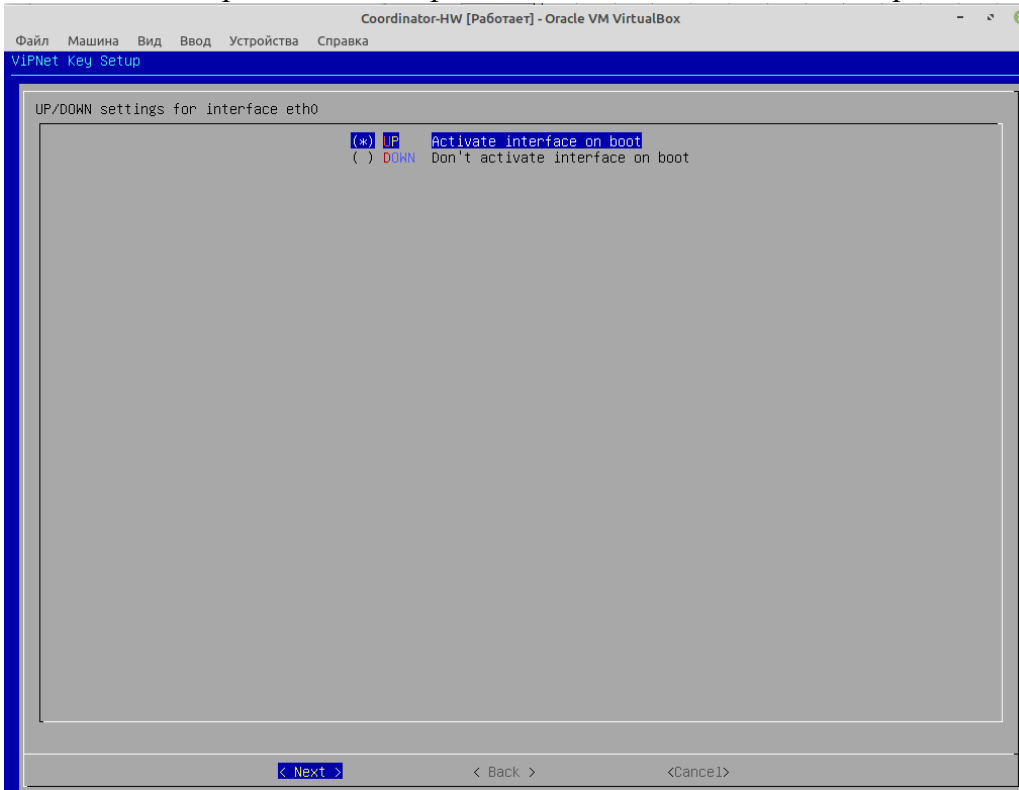 Coordinator-HW [Работает] - Oracle VM VirtualBox
Файл Машина Вид Ввод Устройства Справка
ViPNet Key Setup
UP/DOWN settings for interface eth0
(*) UP Activate interface on boot
( ) DOWN Don't activate interface on boot
< Next > < Back > <Cancel>